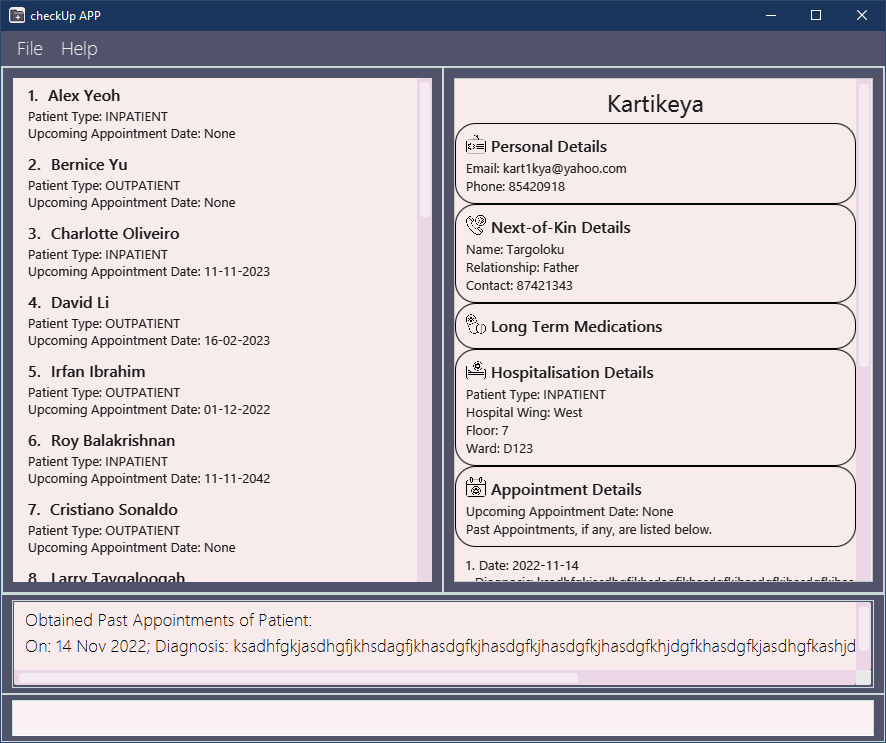 checkUp APP
File Help
1. Alex Yeoh
Patient Type: INPATIENT
Upcoming Appointment Date: None
2. Bernice Yu
Patient Type: OUTPATIENT
Upcoming Appointment Date: None
3. Charlotte Oliveiro
Patient Type: INPATIENT
Upcoming Appointment Date: 11-11-2023
4. David Li
Patient Type: OUTPATIENT
Upcoming Appointment Date: 16-02-2023
5. Irfan Ibrahim
Patient Type: OUTPATIENT
Upcoming Appointment Date: 01-12-2022
6. Roy Balakrishnan
Patient Type: INPATIENT
Upcoming Appointment Date: 11-11-2042
7. Cristiano Sonaldo
Patient Type: OUTPATIENT
Upcoming Appointment Date: None
8. Larry
Kartikeya
Personal Details
Email: kart1kya@yahoo.com
Phone: 85420918
Next-of-Kin Details
Name: Targoloku
Relationship: Father
Contact: 87421343
Long Term Medications
Hospitalisation Details
Patient Type: INPATIENT
Hospital Wing: West
Floor: 7
Ward: D123
Appointment Details
Upcoming Appointment Date: None
Past Appointments, if any, are listed below.
1. Date: 2022-11-14
Diagnosis:
Obtained Past Appointments of Patient:
On: 14 Nov 2022; Diagnosis: ksadhfgkjasdhgfjkhsdagfjkhasdgfkjhasdgfkjhasdgfkjhasdgfkhjdgfkhasdgfkjasdhgfkashjd